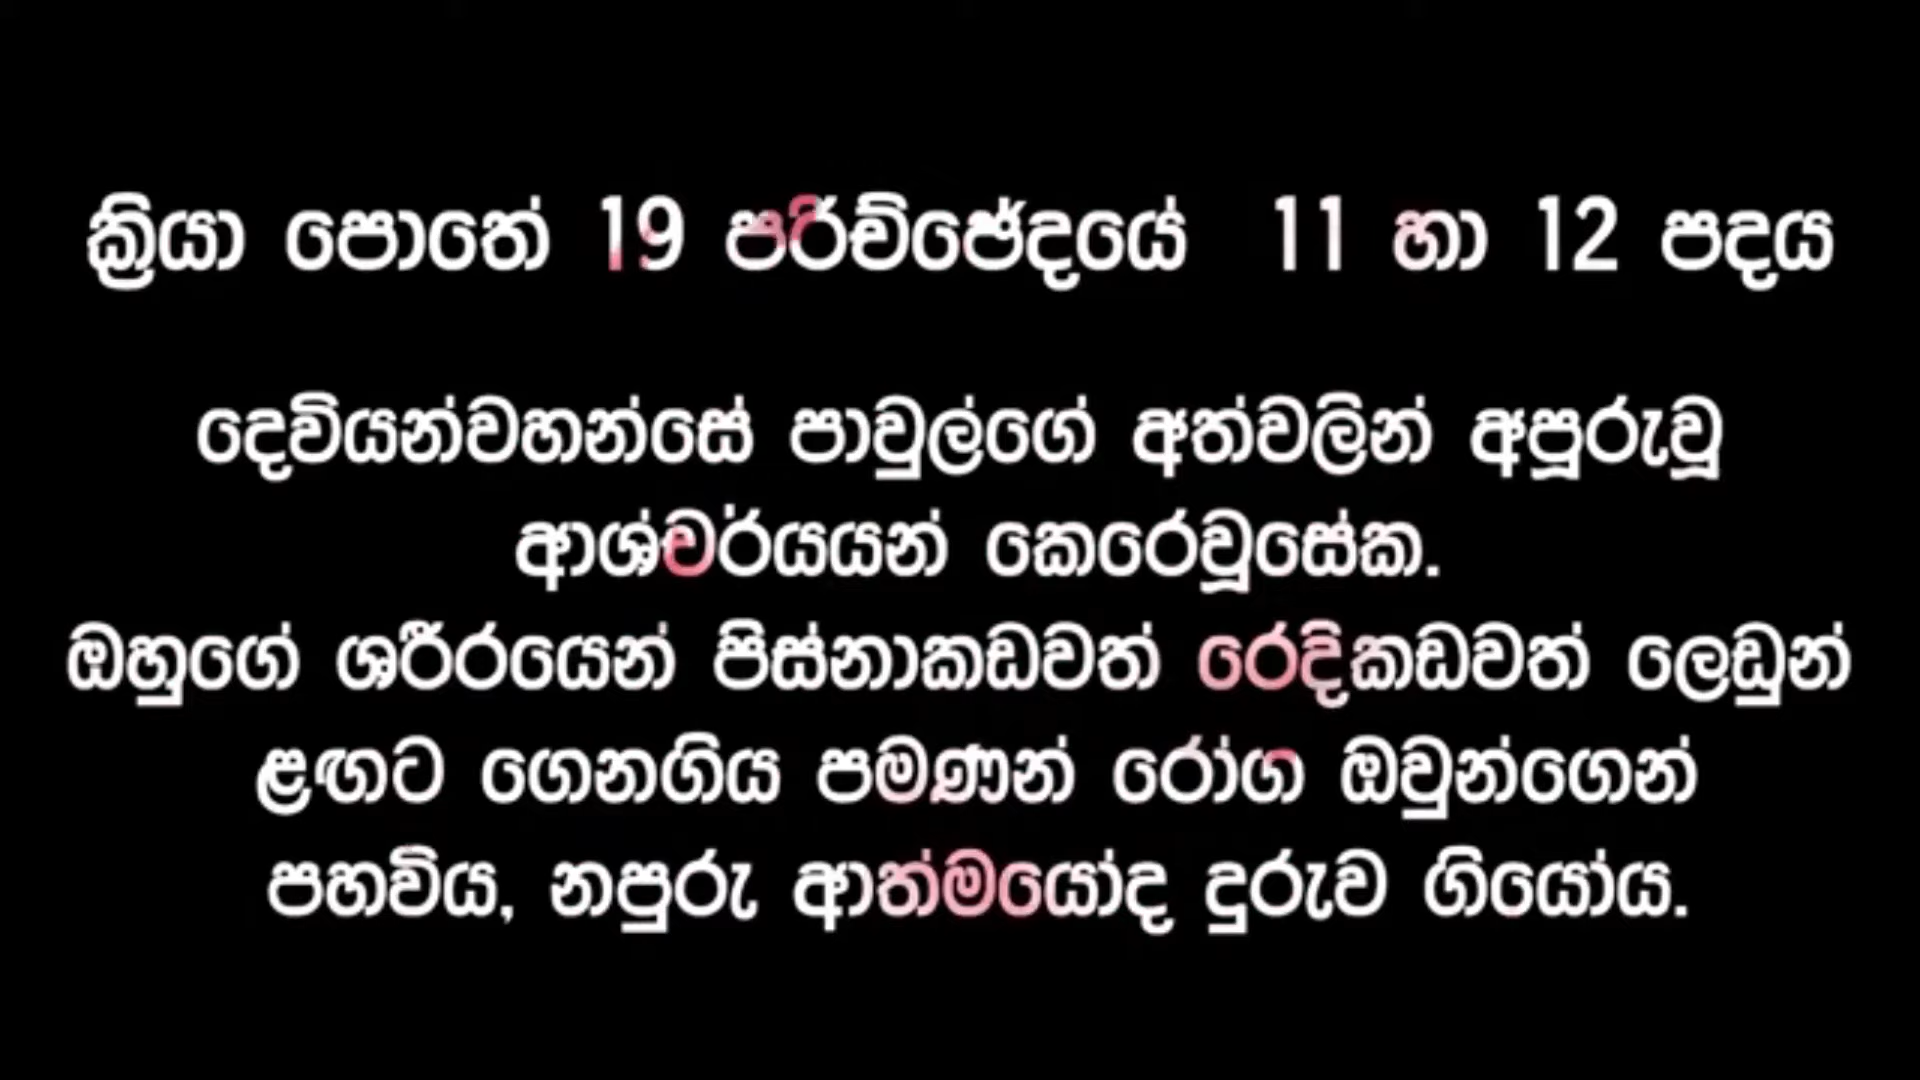 ක්‍රියා පොතේ 19 පරිච්ඡේදයේ 11 හා 12 පදය
දෙවියන්වහන්සේ පාවුල්ගේ අත්වලින් අපූරුවූ
ආශ්චර්යයයන් කෙරෙවූසේක.
ඔහුගේ ශරීරයෙන් පිස්නාකඩවත් රෙදිකඩවත් ලෙඩුන්
ළඟට ගෙනගිය පමණින් රෝග ඔවුන්ගෙන්
පහවිය, නපුරු ආත්මයෝද දුරුව ගියෝය.